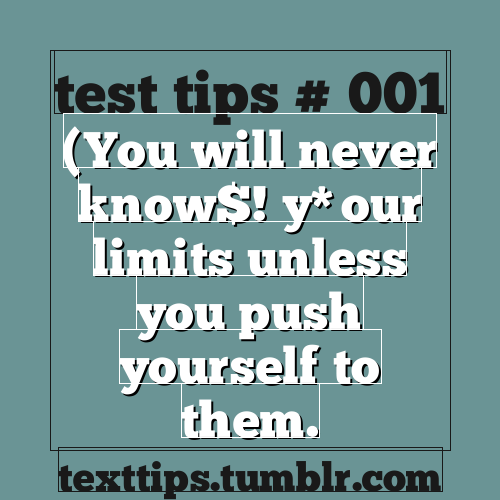 test tips # 001
(You will never
know$! y* our
limits unless
you push
yourself to
them.
texttips.tumblr.com